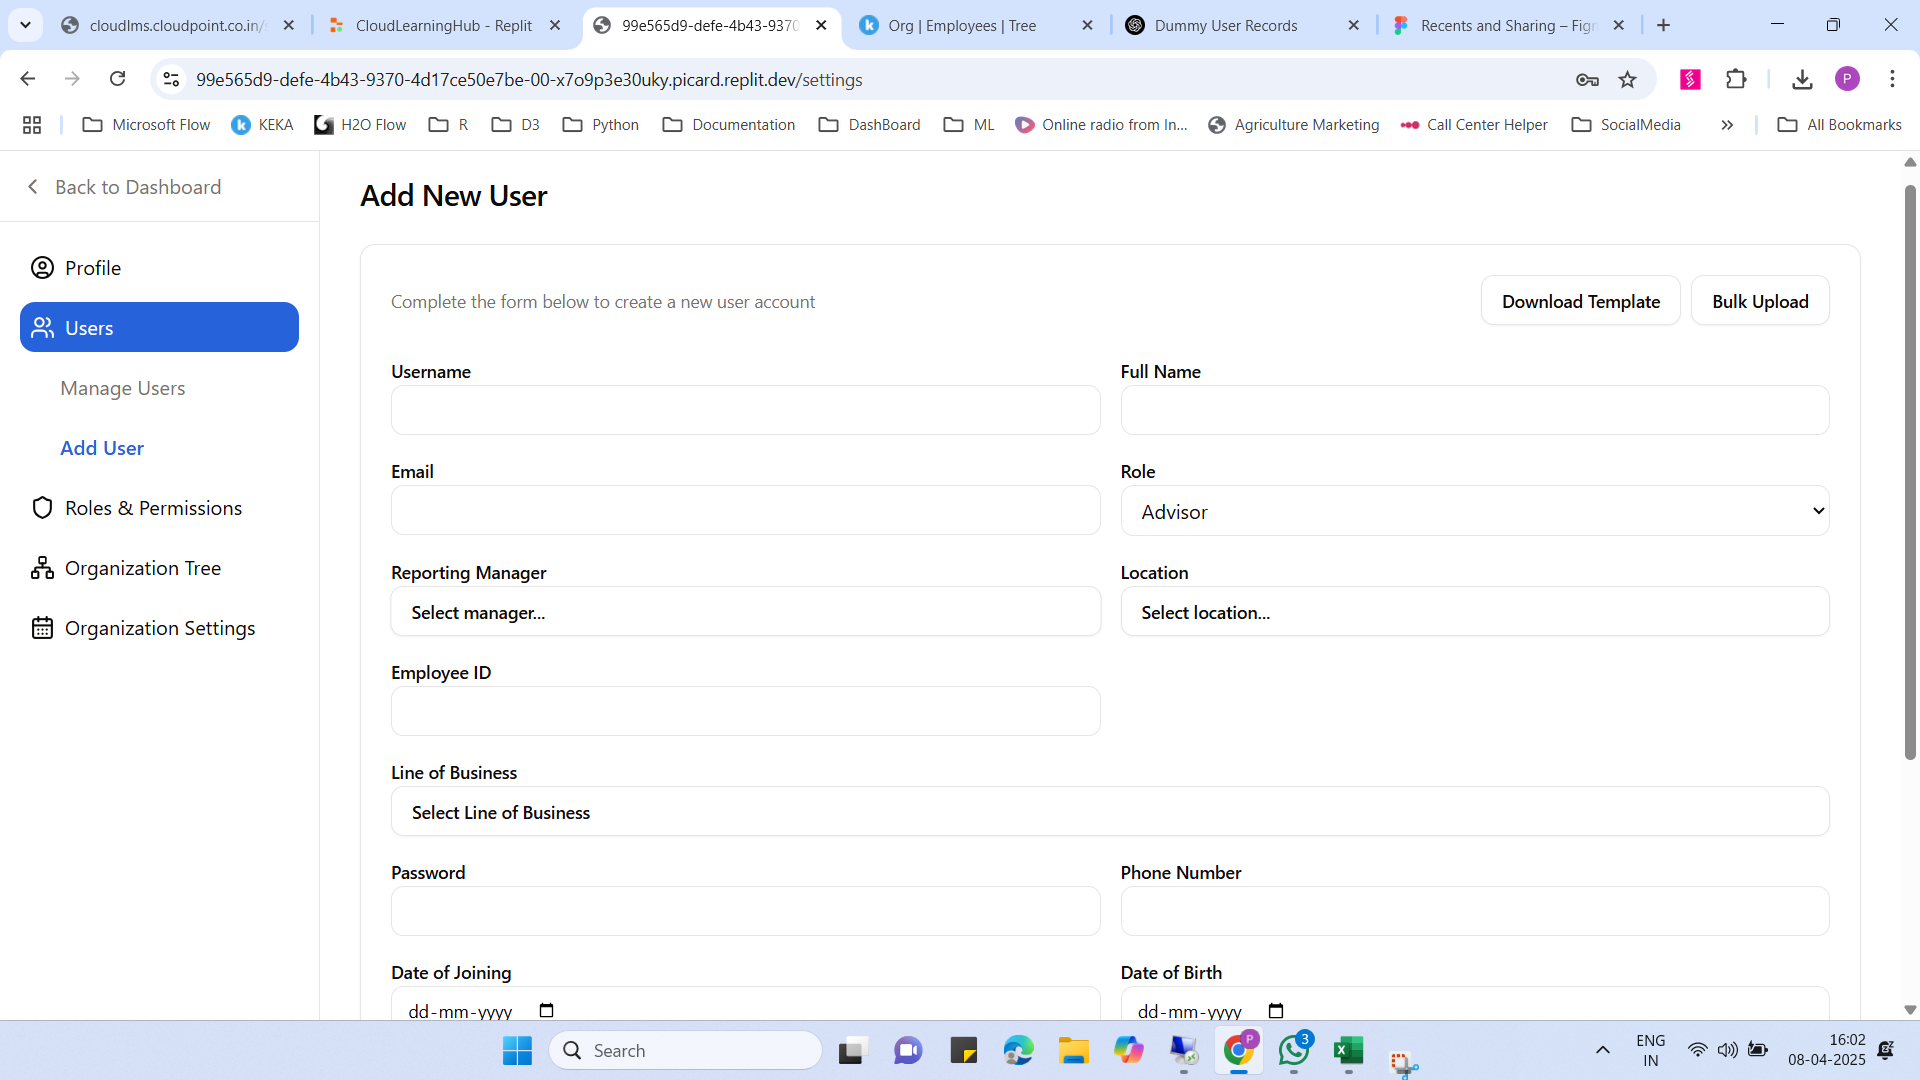 cloudlms.cloudpoint.co.in/s
CloudLearningHub - Replit
99e565d9-defe-4b43-9370
Org | Employees | Tree
Dummy User Records
Recents and Sharing – Fig
99e565d9-defe-4b43-9370-4d17ce50e7be-00-x7o9p3e30uky.picard.replit.dev/settings
P
Microsoft Flow
KEKA
H2O Flow
R
D3
Python
Documentation
DashBoard
ML
Online radio from In...
Agriculture Marketing
Call Center Helper
SocialMedia
All Bookmarks
Back to Dashboard
Profile
Users
Manage Users
Add User
Roles & Permissions
Organization Tree
Organization Settings
Add New User
Complete the form below to create a new user account
Download Template
Bulk Upload
Username
Full Name
Email
Role
Advisor
Reporting Manager
Location
Select manager...
Select location...
Employee ID
Line of Business
Select Line of Business
Password
Phone Number
Date of Joining
Date of Birth
dd-mm-yyyy
dd-mm-yyyy
Search
P
3
ENG
IN
16:02
08-04-2025